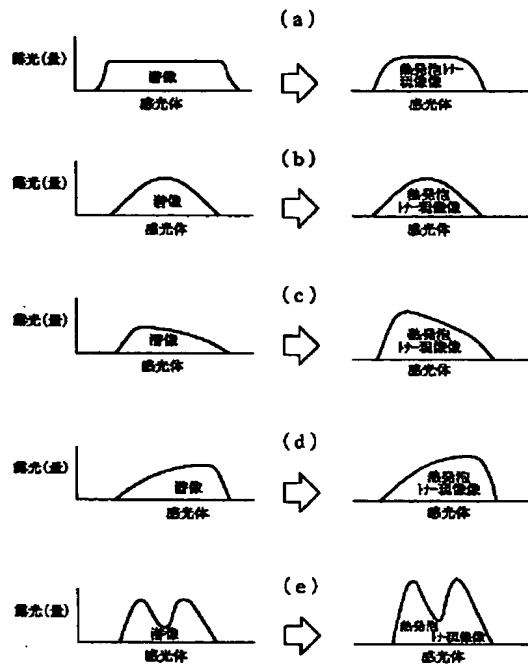 (a)
露光(量)
潜像
感光体
熱発泡トナー
現像像
感光体
(b)
露光(量)
潜像
感光体
熱発泡
トナー現像像
感光体
(c)
露光(量)
潜像
感光体
熱発泡
トナー現像像
感光体
(d)
露光(量)
潜像
感光体
熱発泡
トナー現像像
感光体
(e)
露光(量)
潜像
感光体
熱発泡
トナー現像像
感光体